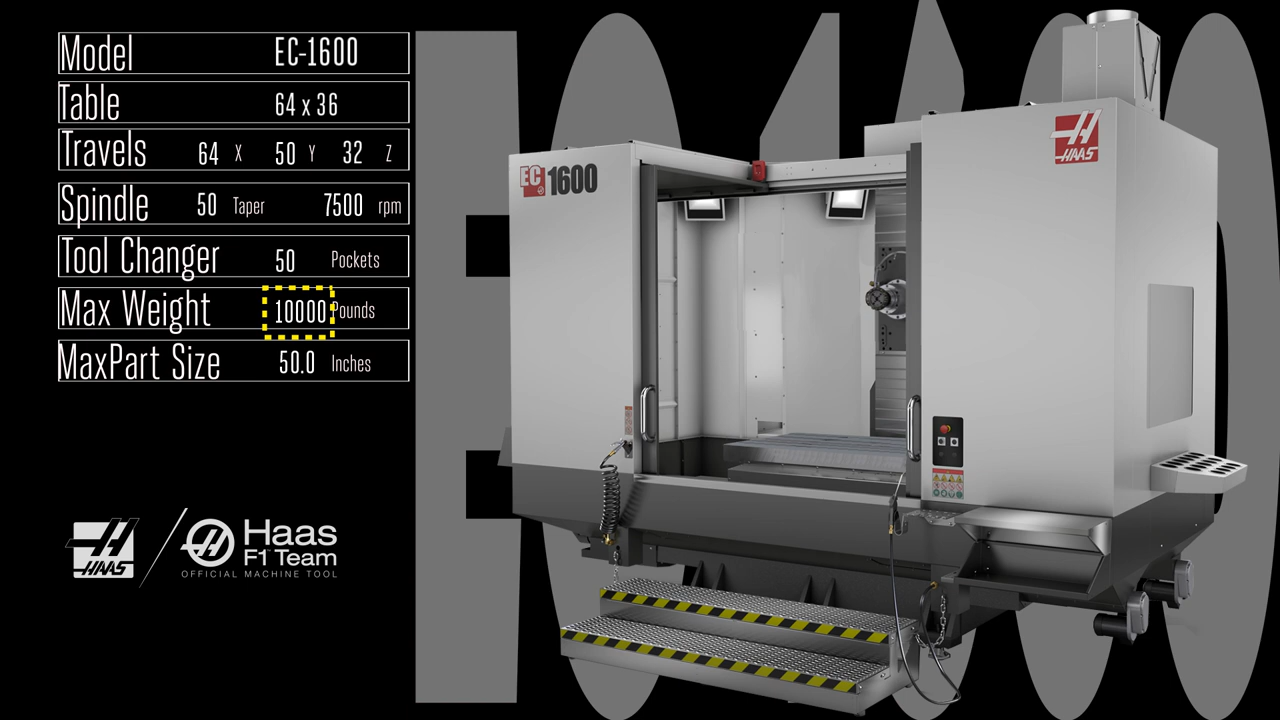 Model EC-1600
Table 64 x 36
Travels 64 X 50 Y 32 Z
Spindle 50 Taper 7500 rpm
Tool Changer 50 Pockets
Max Weight 10000 Pounds
MaxPart Size 50.0 Inches
HAAS
Haas
F1 Team
OFFICIAL MACHINE TOOL
EC 1600
HAAS